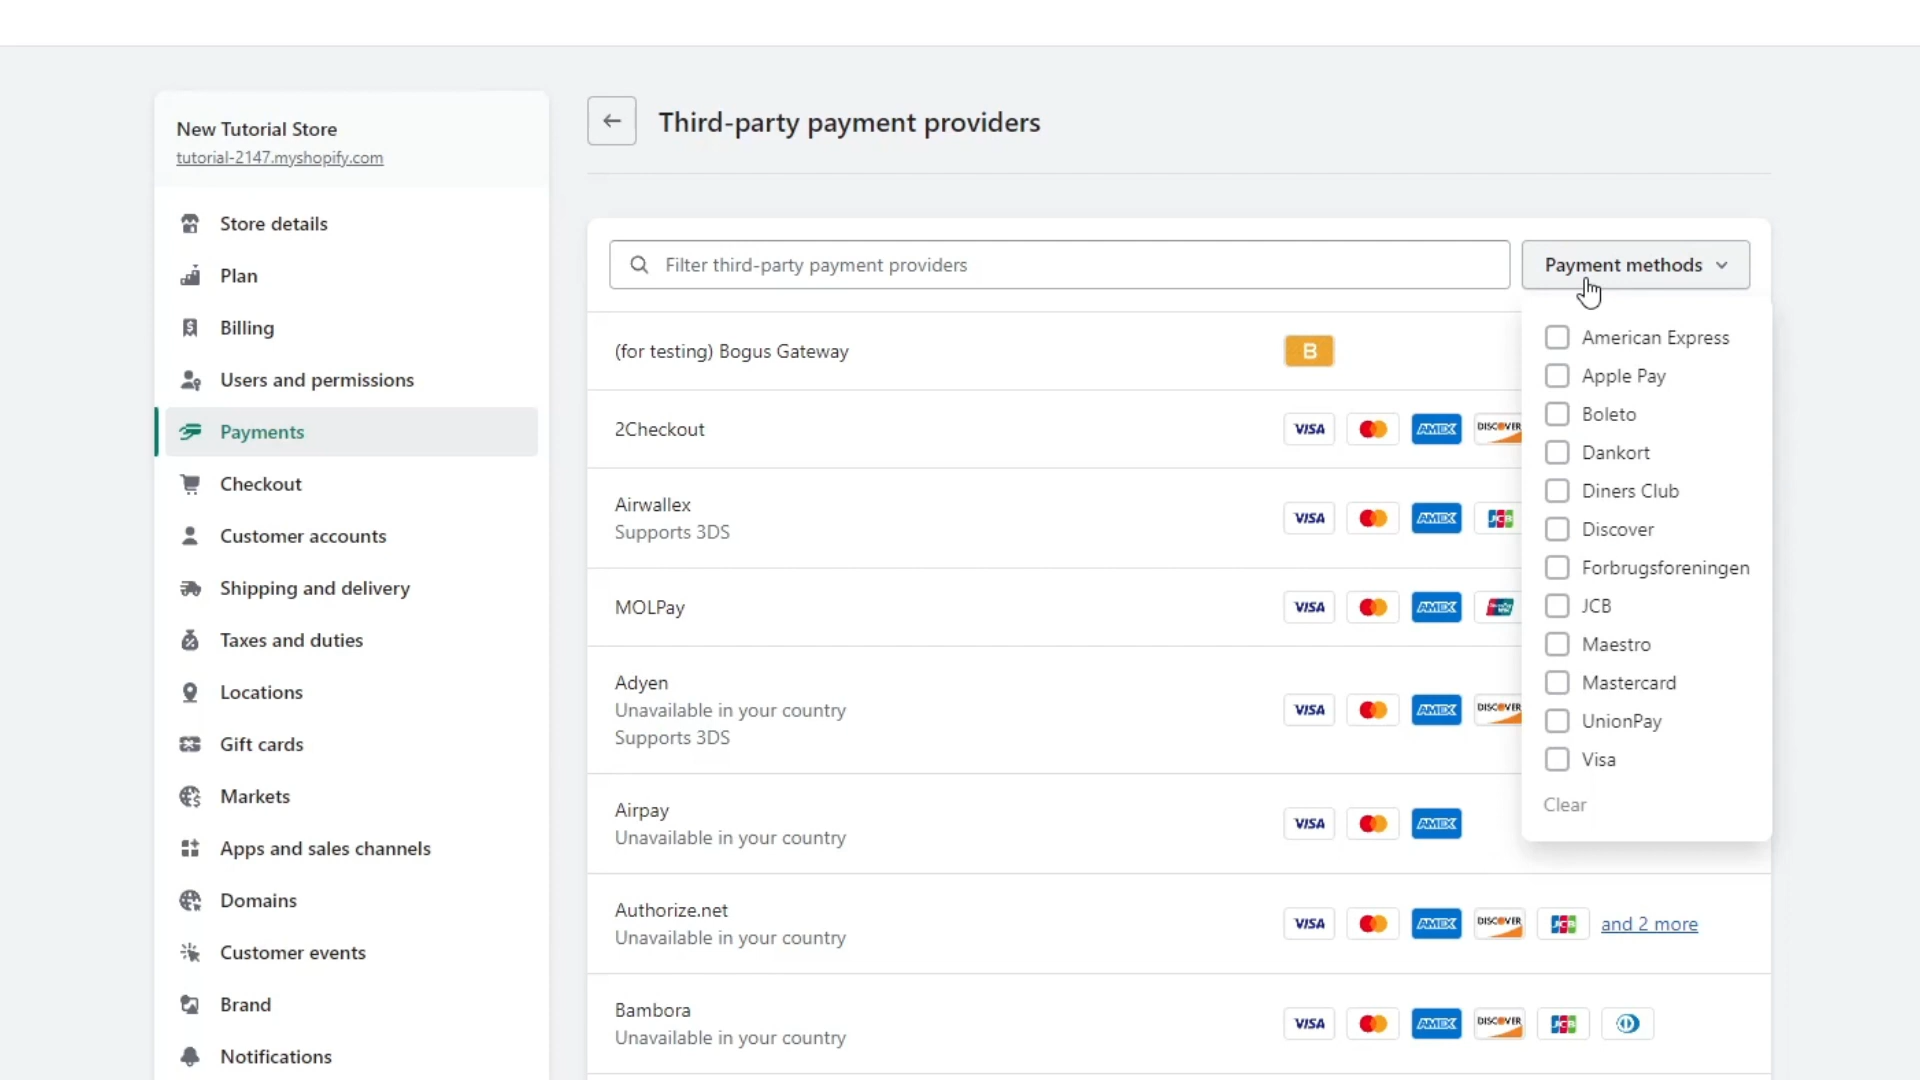 New Tutorial Store
tutorial-2147.myshopify.com
Store details
Plan
Billing
Users and permissions
Payments
Checkout
Customer accounts
Shipping and delivery
Taxes and duties
Locations
Gift cards
Markets
Apps and sales channels
Domains
Customer events
Brand
Notifications
Third-party payment providers
Filter third-party payment providers
Payment methods
(for testing) Bogus Gateway
B
2Checkout
VISA AMEX DISCOVER
Airwallex
Supports 3DS
VISA AMEX JCB
MOLPay
VISA AMEX
Adyen
Unavailable in your country
Supports 3DS
VISA AMEX DISCOVER
Airpay
Unavailable in your country
VISA AMEX
Authorize.net
Unavailable in your country
VISA AMEX DISCOVER JCB and 2 more
Bambora
Unavailable in your country
VISA AMEX DISCOVER JCB
American Express
Apple Pay
Boleto
Dankort
Diners Club
Discover
Forbrugsforeningen
JCB
Maestro
Mastercard
UnionPay
Visa
Clear